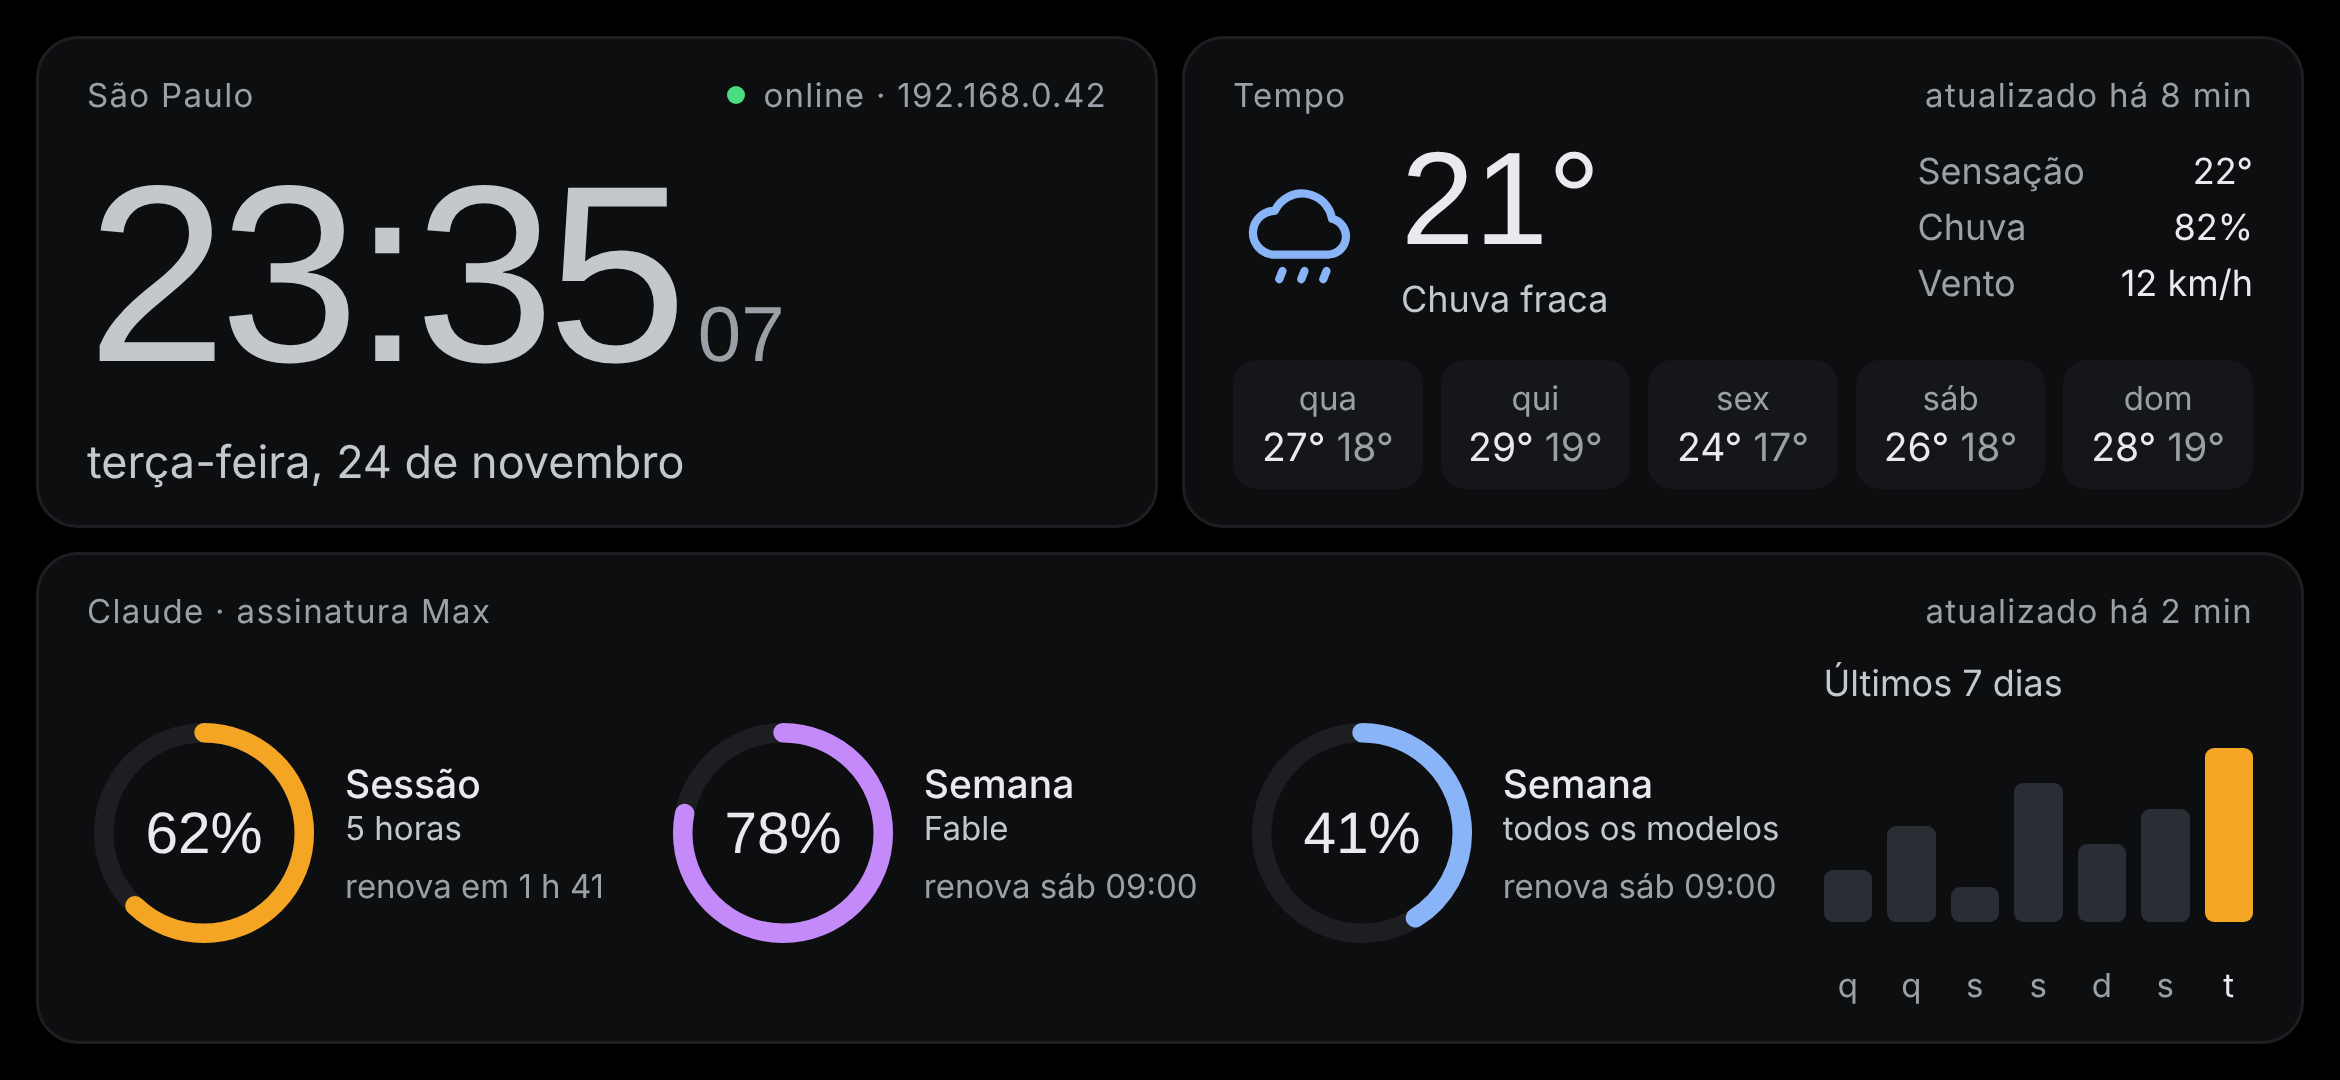 São Paulo
online · 192.168.0.42
23:35 07
terça-feira, 24 de novembro
Tempo
atualizado há 8 min
21°
Chuva fraca
Sensação 22°
Chuva 82%
Vento 12 km/h
qua
27° 18°
qui
29° 19°
sex
24° 17°
sáb
26° 18°
dom
28° 19°
Claude · assinatura Max
atualizado há 2 min
62%
Sessão
5 horas
renova em 1 h 41
78%
Semana
Fable
renova sáb 09:00
41%
Semana
todos os modelos
renova sáb 09:00
Últimos 7 dias
q q s s d s t